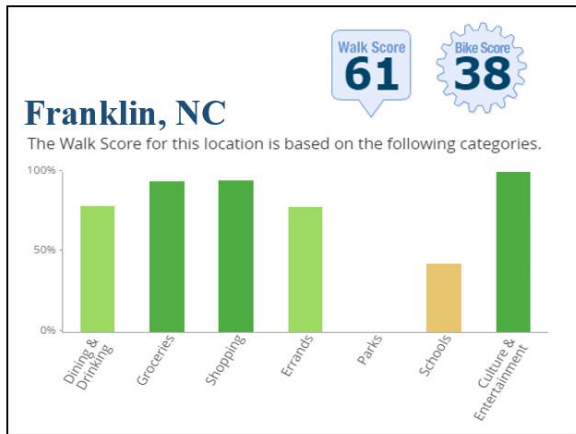 Walk Score
61
Bike Score
38
Franklin, NC
The Walk Score for this location is based on the following categories.
100%
50%
0%
Dining &
Drinking
Groceries
Shopping
Errands
Parks
Schools
Culture &
Entertainment